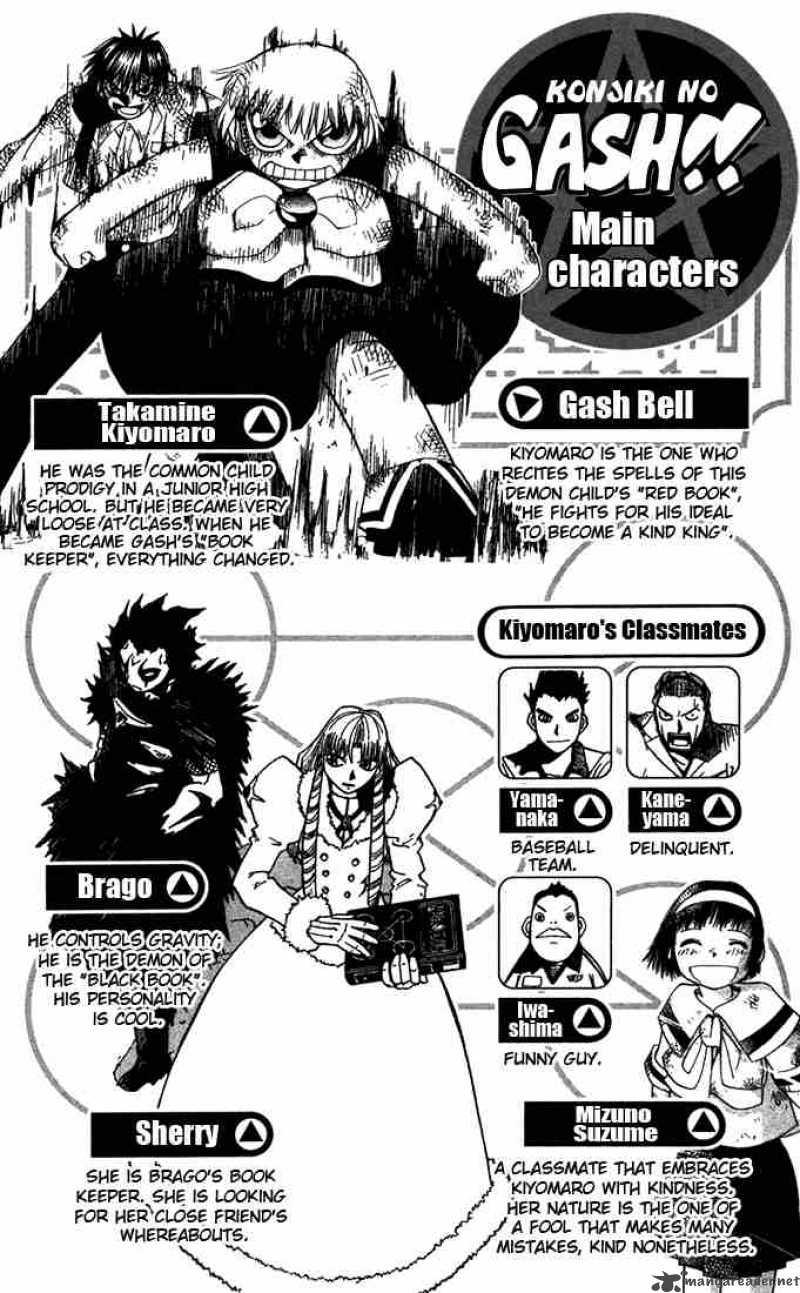 KONJIKI NO
GASH!!
Main
characters
Takamine
Kiyomaro
HE WAS THE COMMON CHILD
PRODIGY IN A JUNIOR HIGH
SCHOOL. BUT HE BECAME VERY
LOOSE AT CLASS. WHEN HE
BECAME GASH'S "BOOK
KEEPER", EVERYTHING CHANGED.
Gash Bell
KIYOMARO IS THE ONE WHO
RECITES THE SPELLS OF THIS
DEMON CHILD'S "RED BOOK",
"HE FIGHTS FOR HIS IDEAL
TO BECOME A KIND KING".
Brago
HE CONTROLS GRAVITY;
HE IS THE DEMON OF
THE "BLACK BOOK".
HIS PERSONALITY
IS COOL.
Sherry
SHE IS BRAGO'S BOOK
KEEPER. SHE IS LOOKING
FOR HER CLOSE FRIEND'S
WHEREABOUTS.
Kiyomaro's Classmates
Yama-
naka
BASEBALL
TEAM.
Kane-
yama
DELINQUENT.
Iwa-
shima
FUNNY GUY.
Mizuno
Suzume
A CLASSMATE THAT EMBRACES
KIYOMARO WITH KINDNESS.
HER NATURE IS THE ONE OF
A FOOL THAT MAKES MANY
MISTAKES, KIND NONETHELESS.
mangareader.net